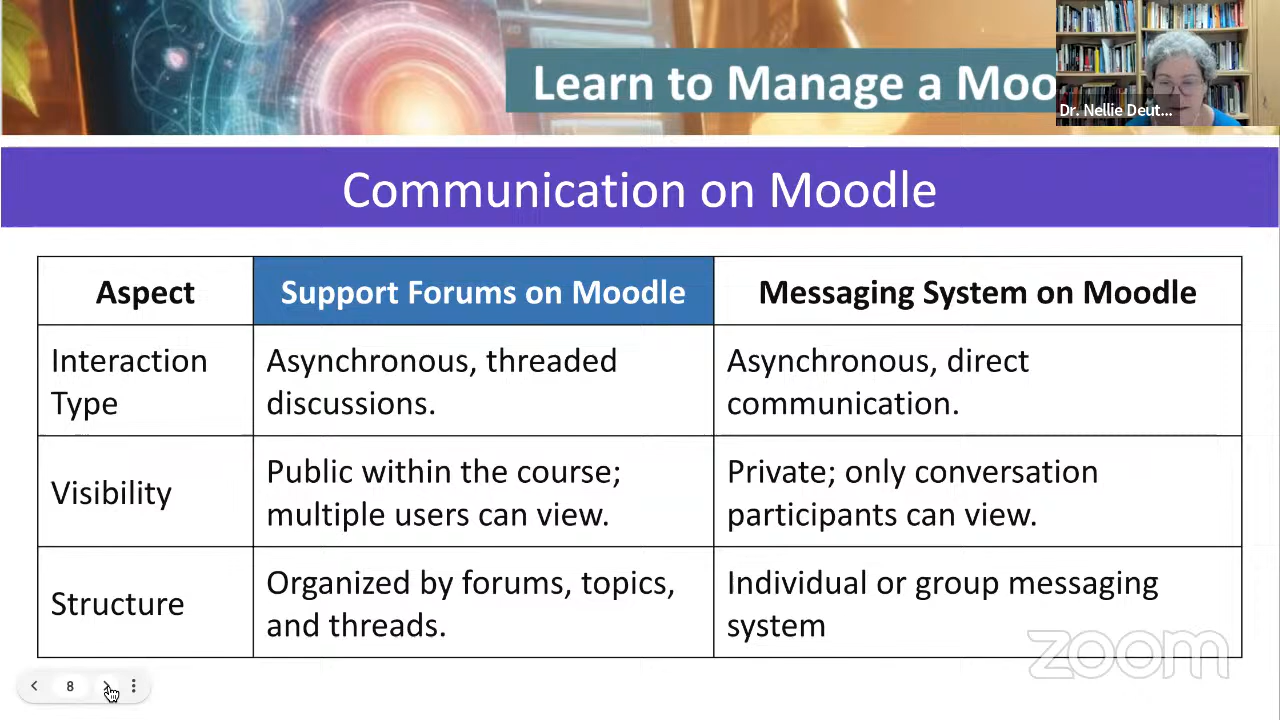 Learn to Manage a Moo
Dr. Nellie Deut...
Communication on Moodle
Aspect
Support Forums on Moodle
Messaging System on Moodle
Interaction
Type
Asynchronous, threaded
discussions.
Asynchronous, direct
communication.
Visibility
Public within the course;
multiple users can view.
Private; only conversation
participants can view.
Structure
Organized by forums, topics,
and threads.
Individual or group messaging
system
zoom
8